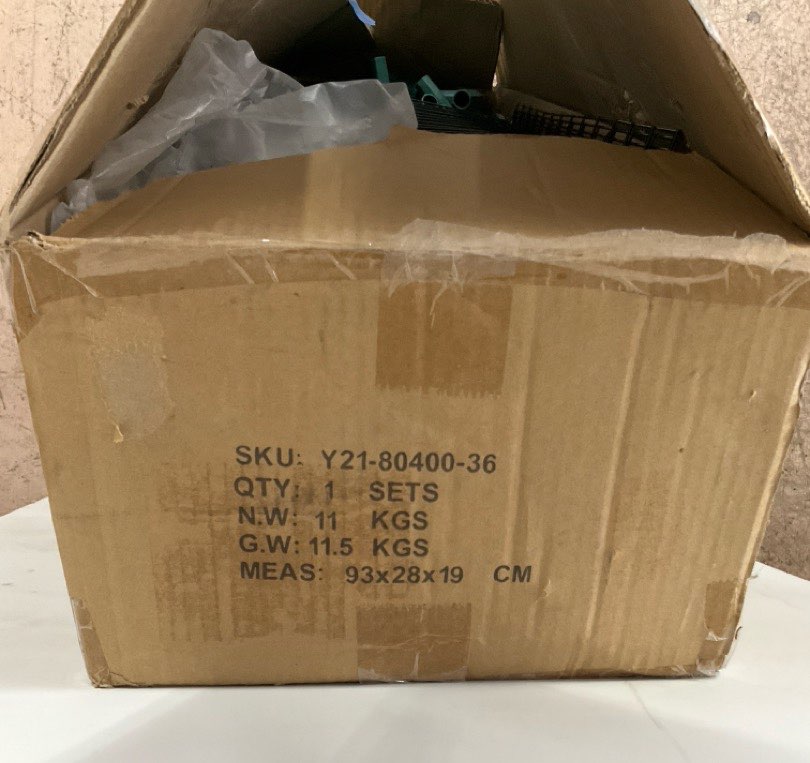 SKU: Y21-80400-36
QTY: 1 SETS
N.W: 11 KGS
G.W: 11.5 KGS
MEAS: 93x28x19 CM